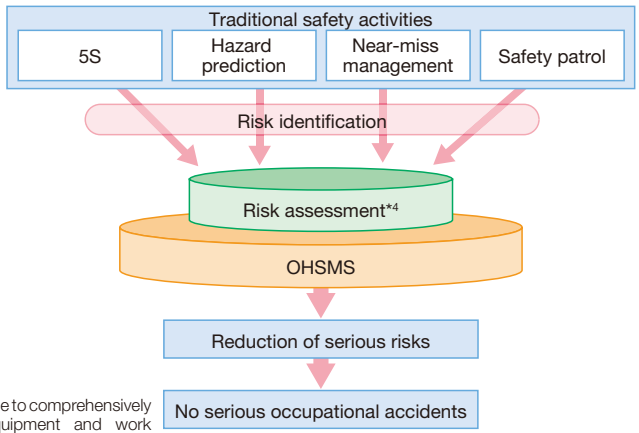 Traditional safety activities
5S
Hazard
prediction
Near-miss
management
Safety patrol
Risk identification
Risk assessment*4
OHSMS
Reduction of serious risks
No serious occupational accidents
e to comprehensively
quipment and work